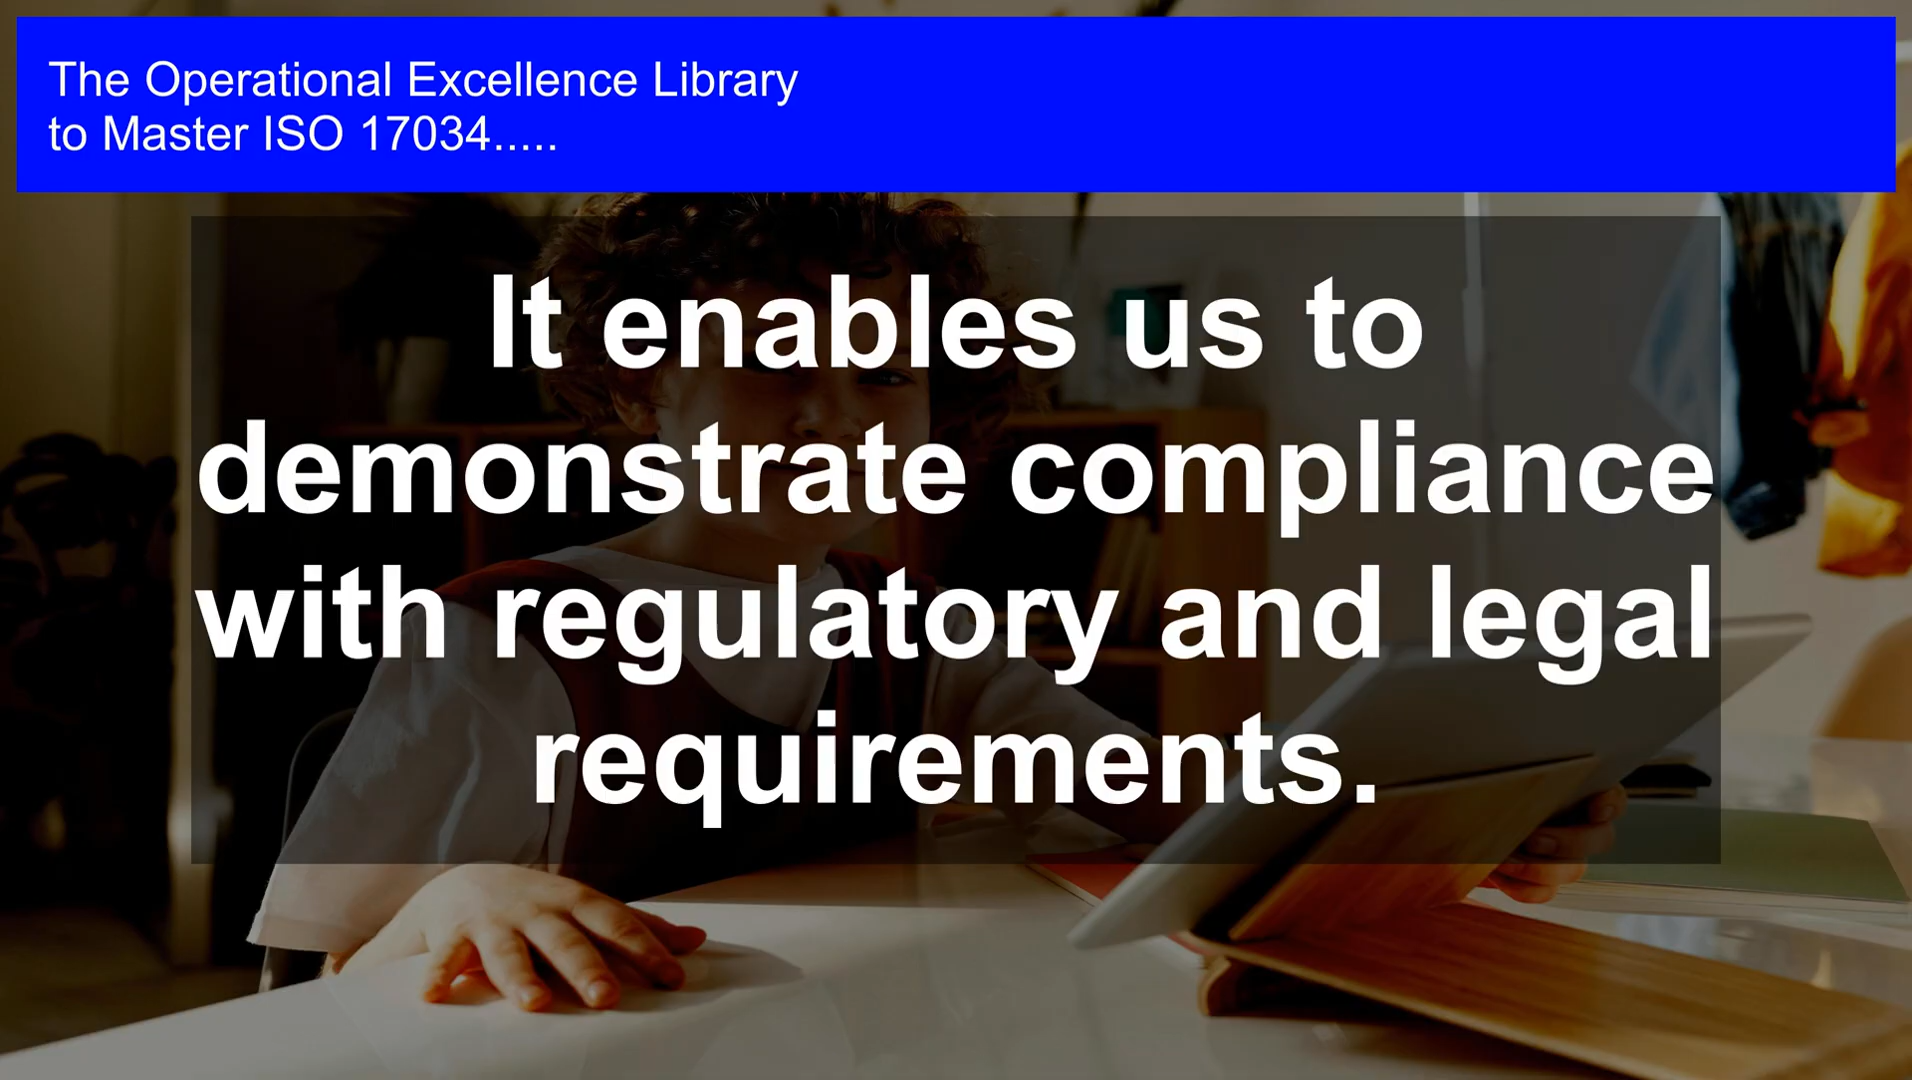 The Operational Excellence Library
to Master ISO 17034.....
It enables us to
demonstrate compliance
with regulatory and legal
requirements.